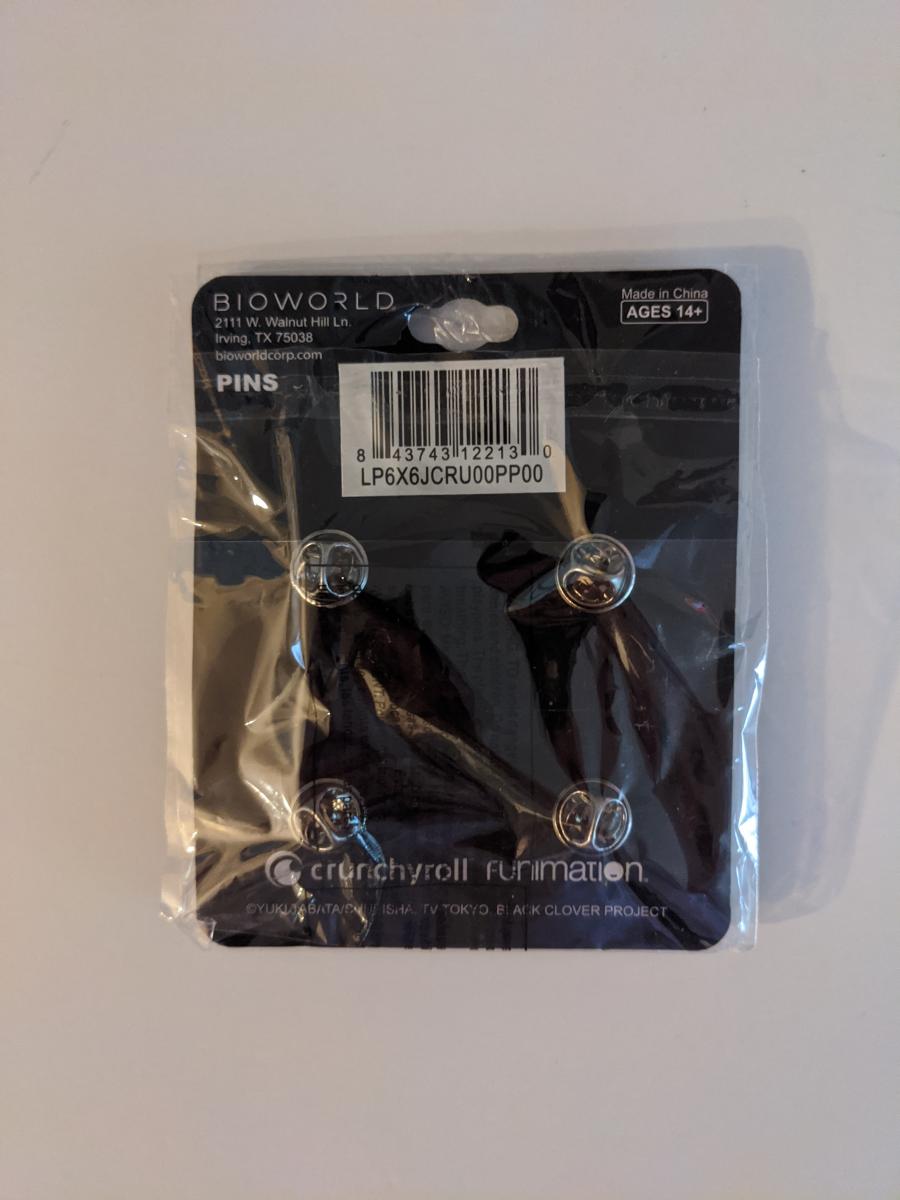 BIOWORLD
2111 W. Walnut Hill Ln.
Irving, TX 75038
bioworldcorp.com
PINS
Made in China
AGES 14+
8 43743 12213 0
LP6X6JCRU00PP00
crunchyroll FUNIMATION.
©YUKI TABATA/SHUEISHA, TV TOKYO, BLACK CLOVER PROJECT